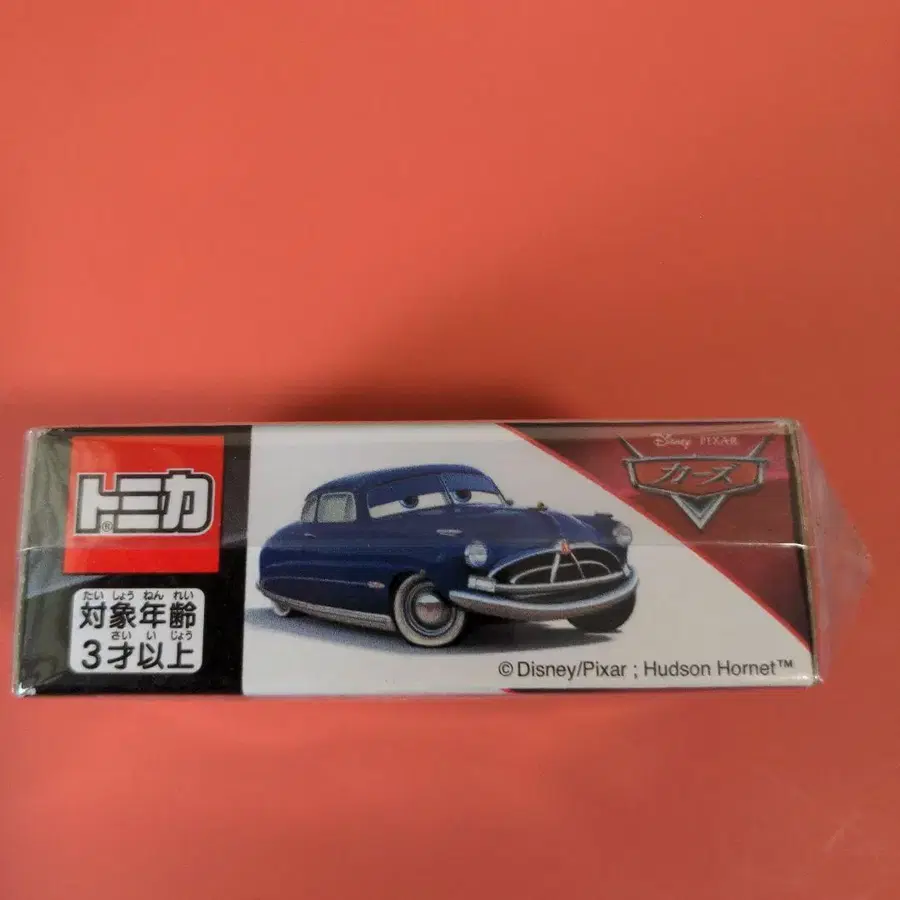 トミカ®
たい しょう ねん れい
対象年齢
さい い じょう
3才以上
Disney PIXAR
カーズ
©Disney/Pixar ; Hudson Hornet™